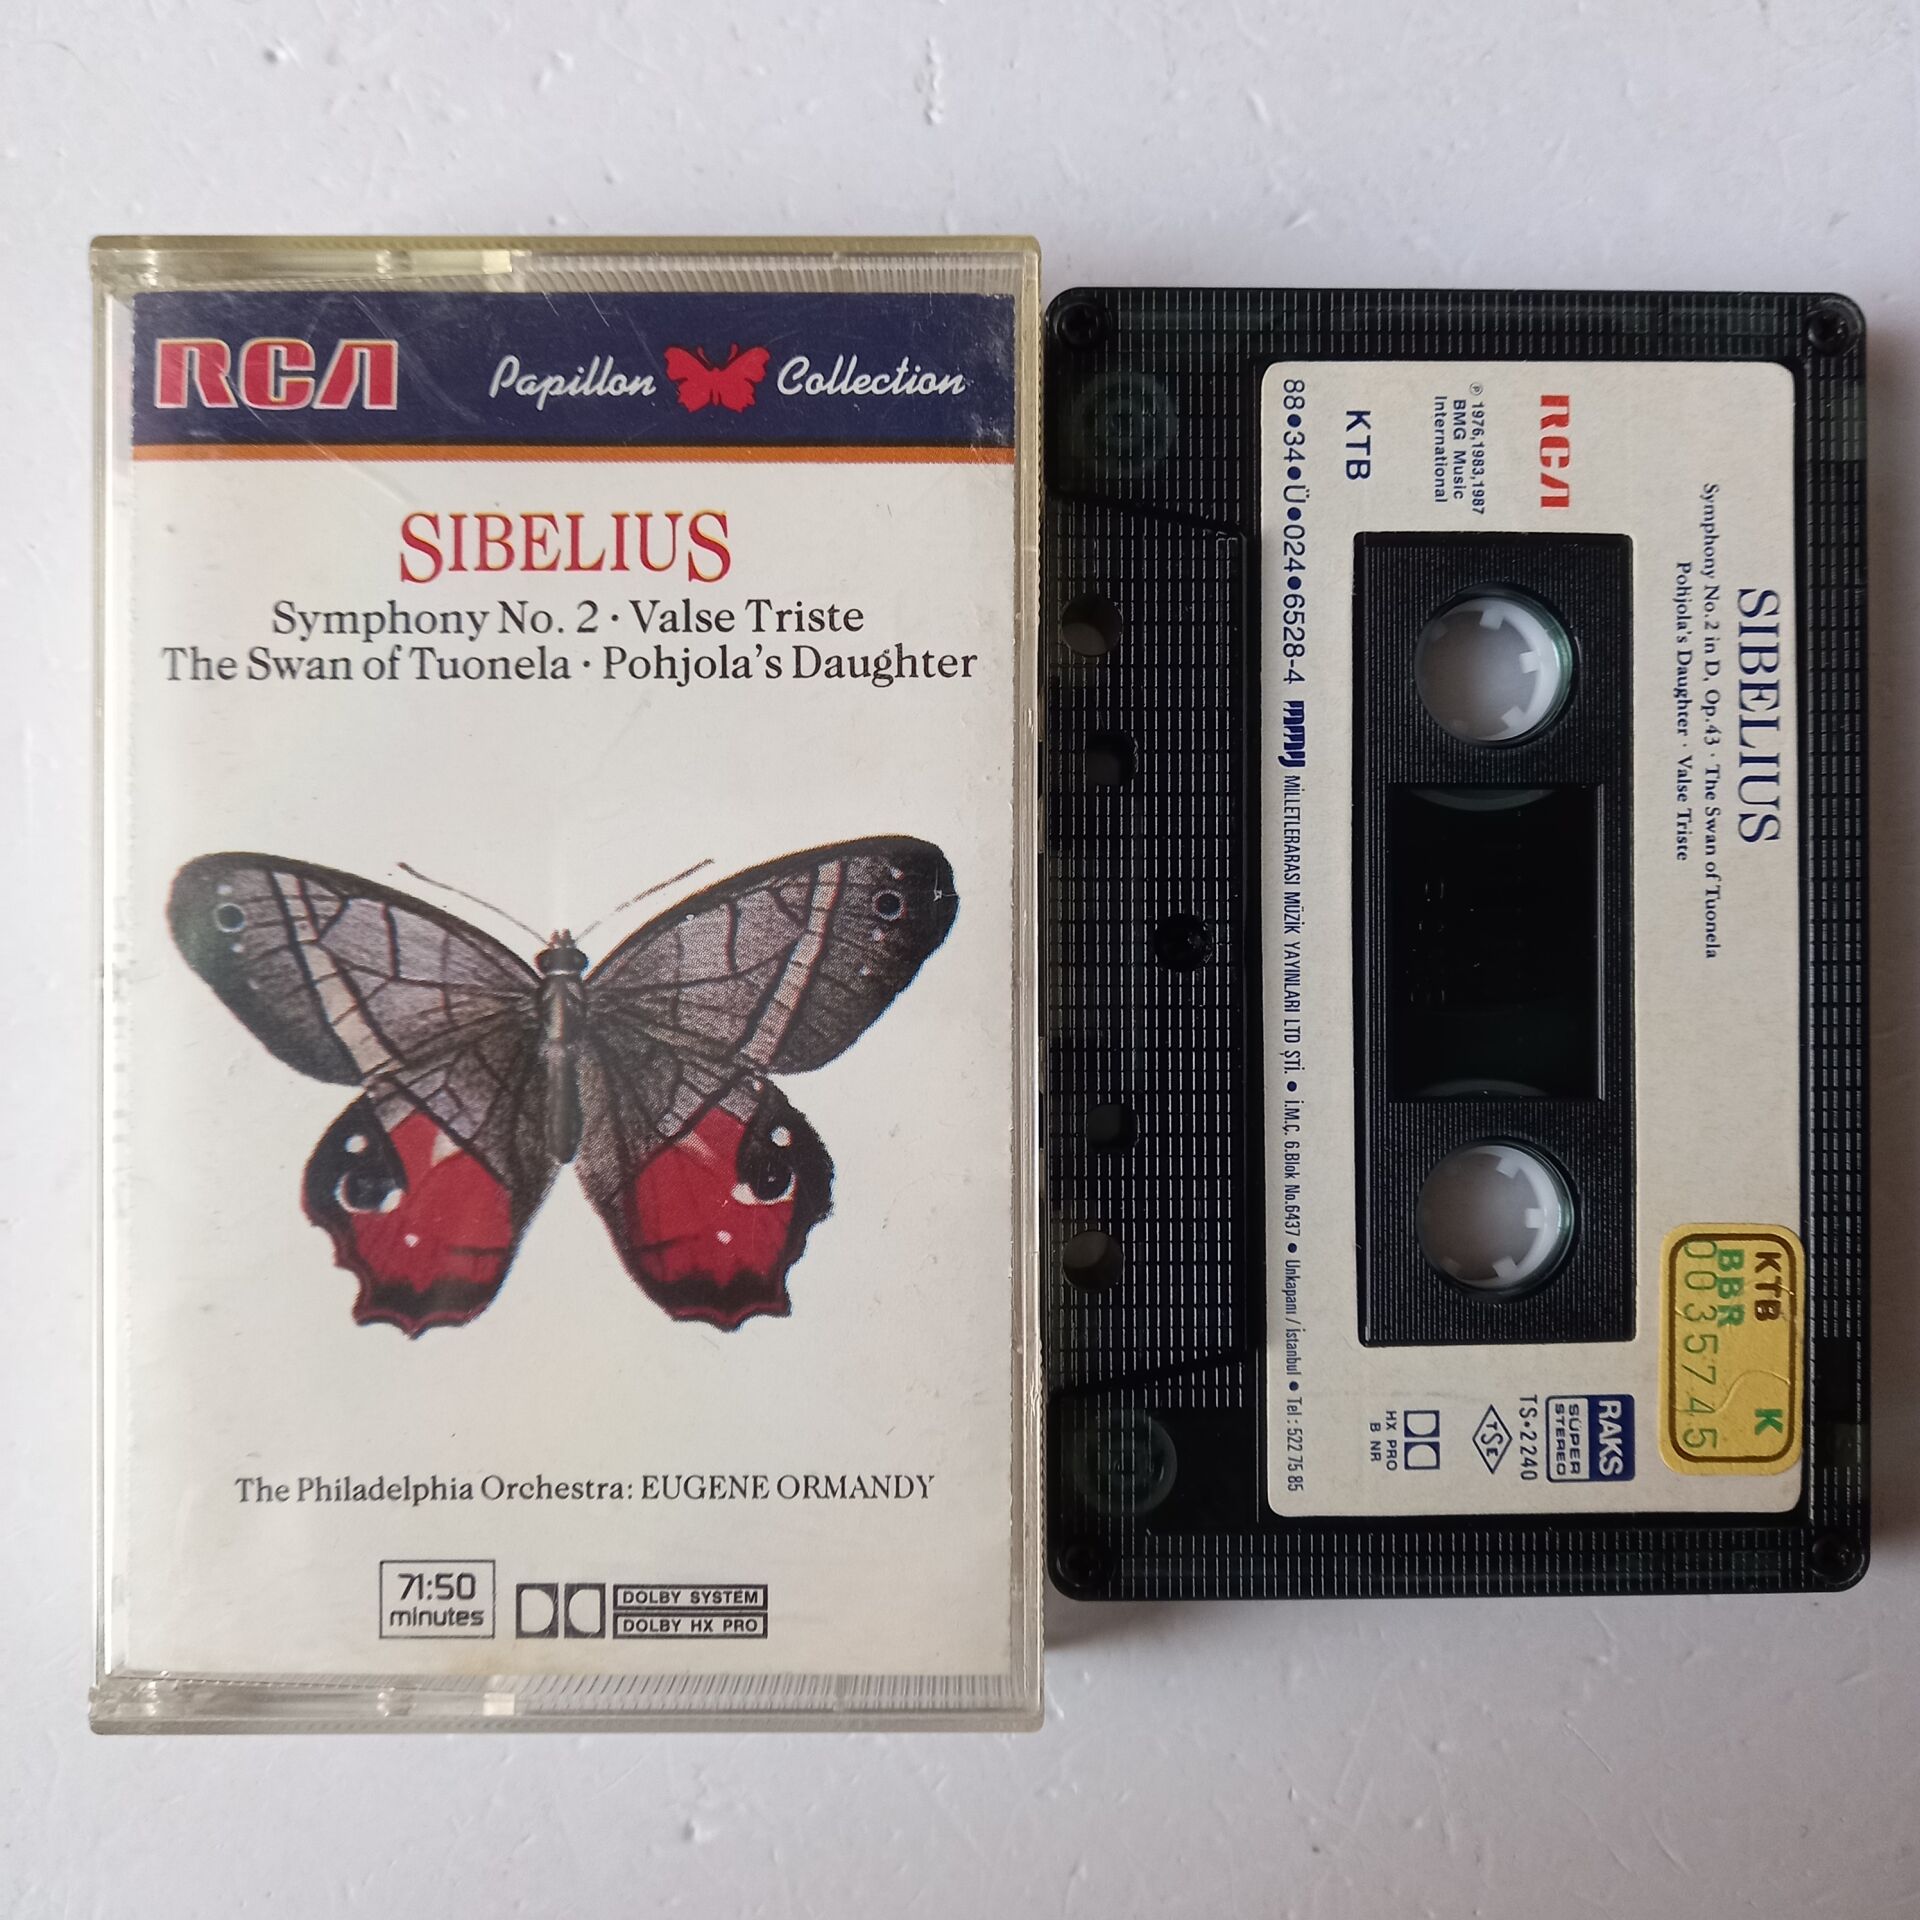 RCA
Papillon Collection
SIBELIUS
Symphony No. 2 · Valse Triste
The Swan of Tuonela · Pohjola's Daughter
The Philadelphia Orchestra: EUGENE ORMANDY
71:50
minutes
DOLBY SYSTEM
DOLBY HX PRO
SIBELIUS
Symphony No.2 in D, Op.43 · The Swan of Tuonela
Pohjola's Daughter · Valse Triste
RCA
℗ 1976,1983,1987
BMG Music
International
KTB
88•34•Ü•024•6528-4
MİLLETLERARASI MÜZİK YAYINLARI LTD ŞTİ. • İ.M.Ç. 6.Blok No.6437 • Unkapanı / İstanbul • Tel : 522 75 85
KTB K
BBR
0035745
RAKS
SÜPER
STEREO
TS•2240
TSE
HX PRO
B NR